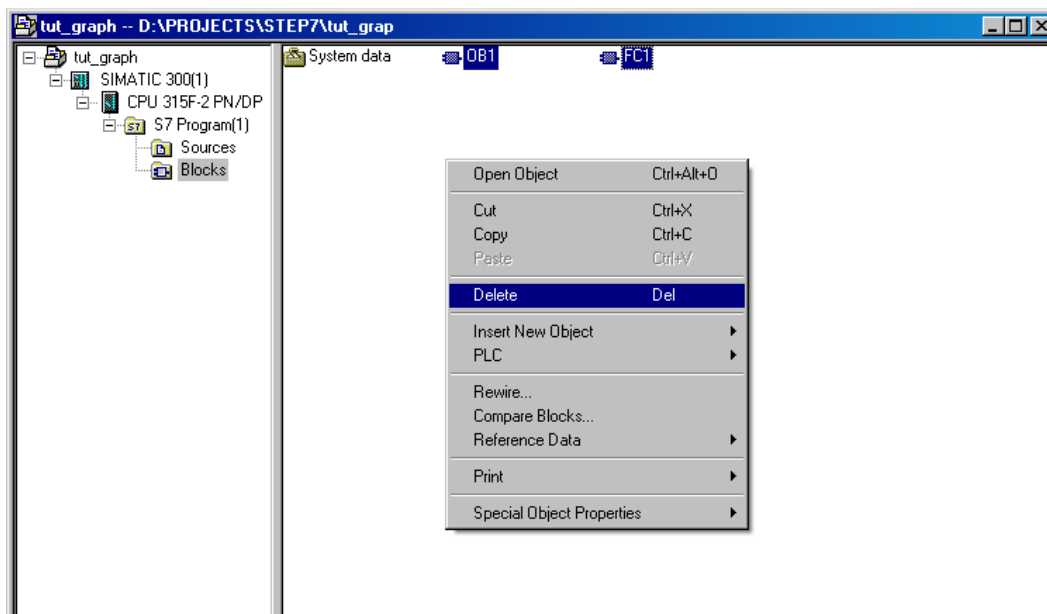 tut_graph -- D:\PROJECTS\STEP7\tut_grap
tut_graph
SIMATIC 300(1)
CPU 315F-2 PN/DP
S7 Program(1)
Sources
Blocks
System data OB1 FC1
Open Object Ctrl+Alt+O
Cut Ctrl+X
Copy Ctrl+C
Paste Ctrl+V
Delete Del
Insert New Object
PLC
Rewire...
Compare Blocks...
Reference Data
Print
Special Object Properties